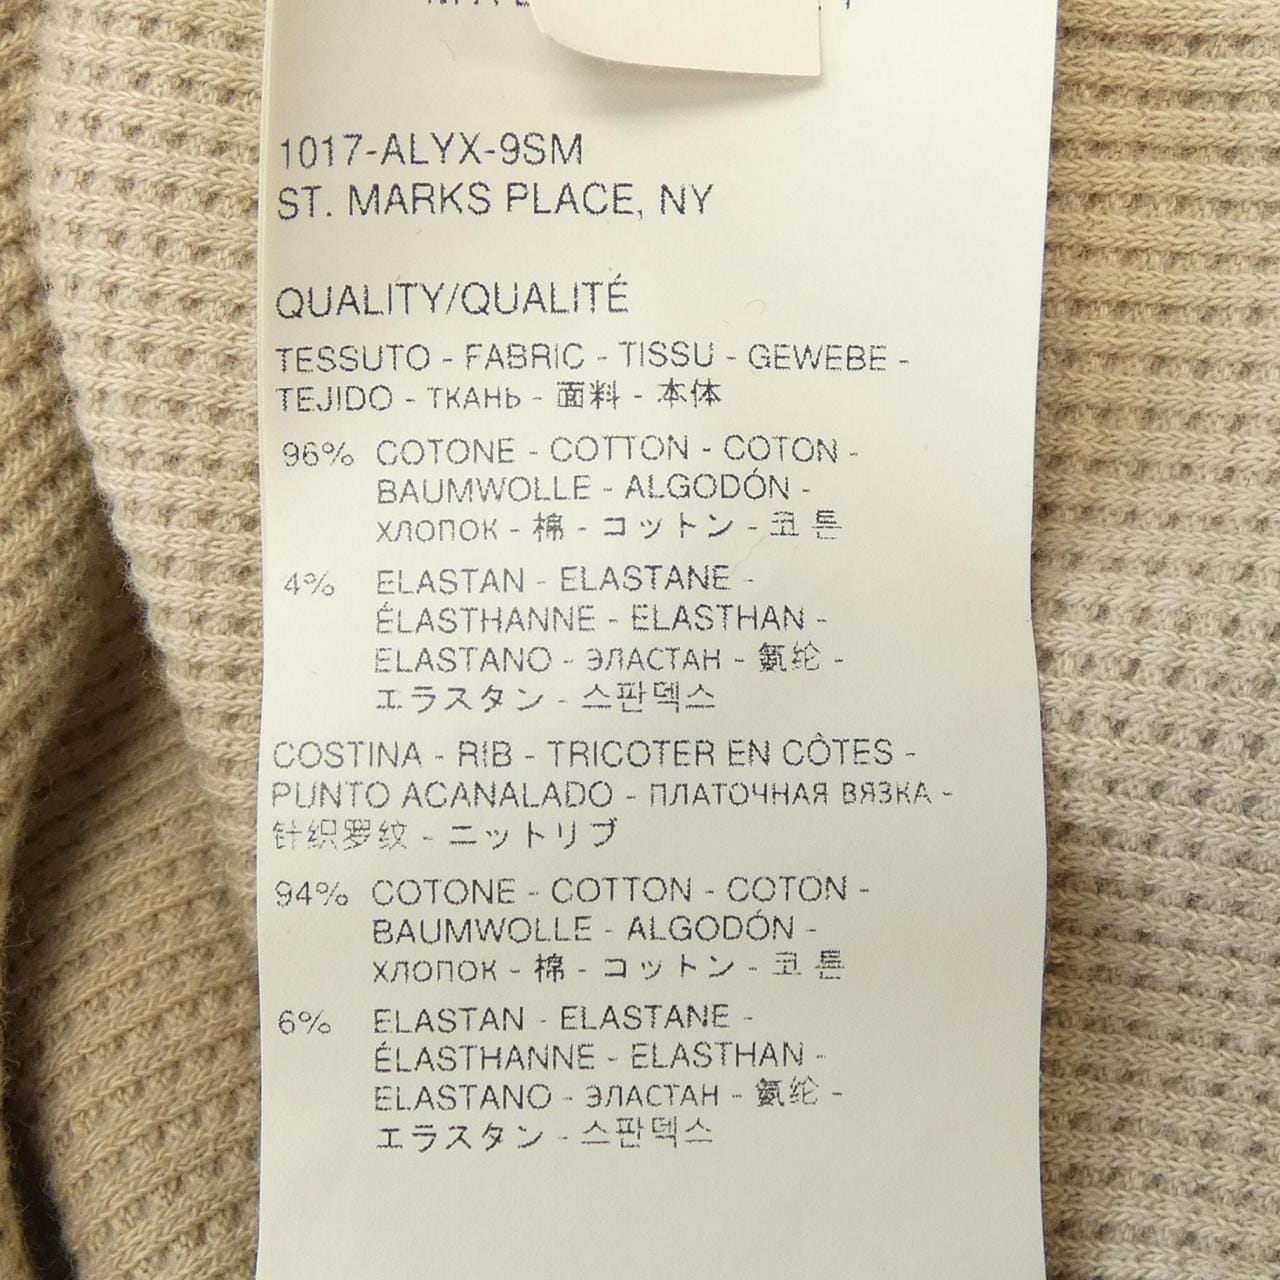 1017-ALYX-9SM
ST. MARKS PLACE, NY
QUALITY/QUALITÉ
TESSUTO - FABRIC - TISSU - GEWEBE -
TEJIDO - ТКАНЬ - 面料 - 本体
96% COTONE - COTTON - COTON -
BAUMWOLLE - ALGODÓN -
ХЛОПОК - 棉 - コットン - 코튼
4% ELASTAN - ELASTANE -
ÉLASTHANNE - ELASTHAN -
ELASTANO - ЭЛАСТАН - 氨纶 -
エラスタン - 스판덱스
COSTINA - RIB - TRICOTER EN CÔTES -
PUNTO ACANALADO - ПЛАТОЧНАЯ ВЯЗКА -
针织罗纹 - ニットリブ
94% COTONE - COTTON - COTON -
BAUMWOLLE - ALGODÓN -
ХЛОПОК - 棉 - コットン - 코튼
6% ELASTAN - ELASTANE -
ÉLASTHANNE - ELASTHAN -
ELASTANO - ЭЛАСТАН - 氨纶 -
エラスタン - 스판덱스